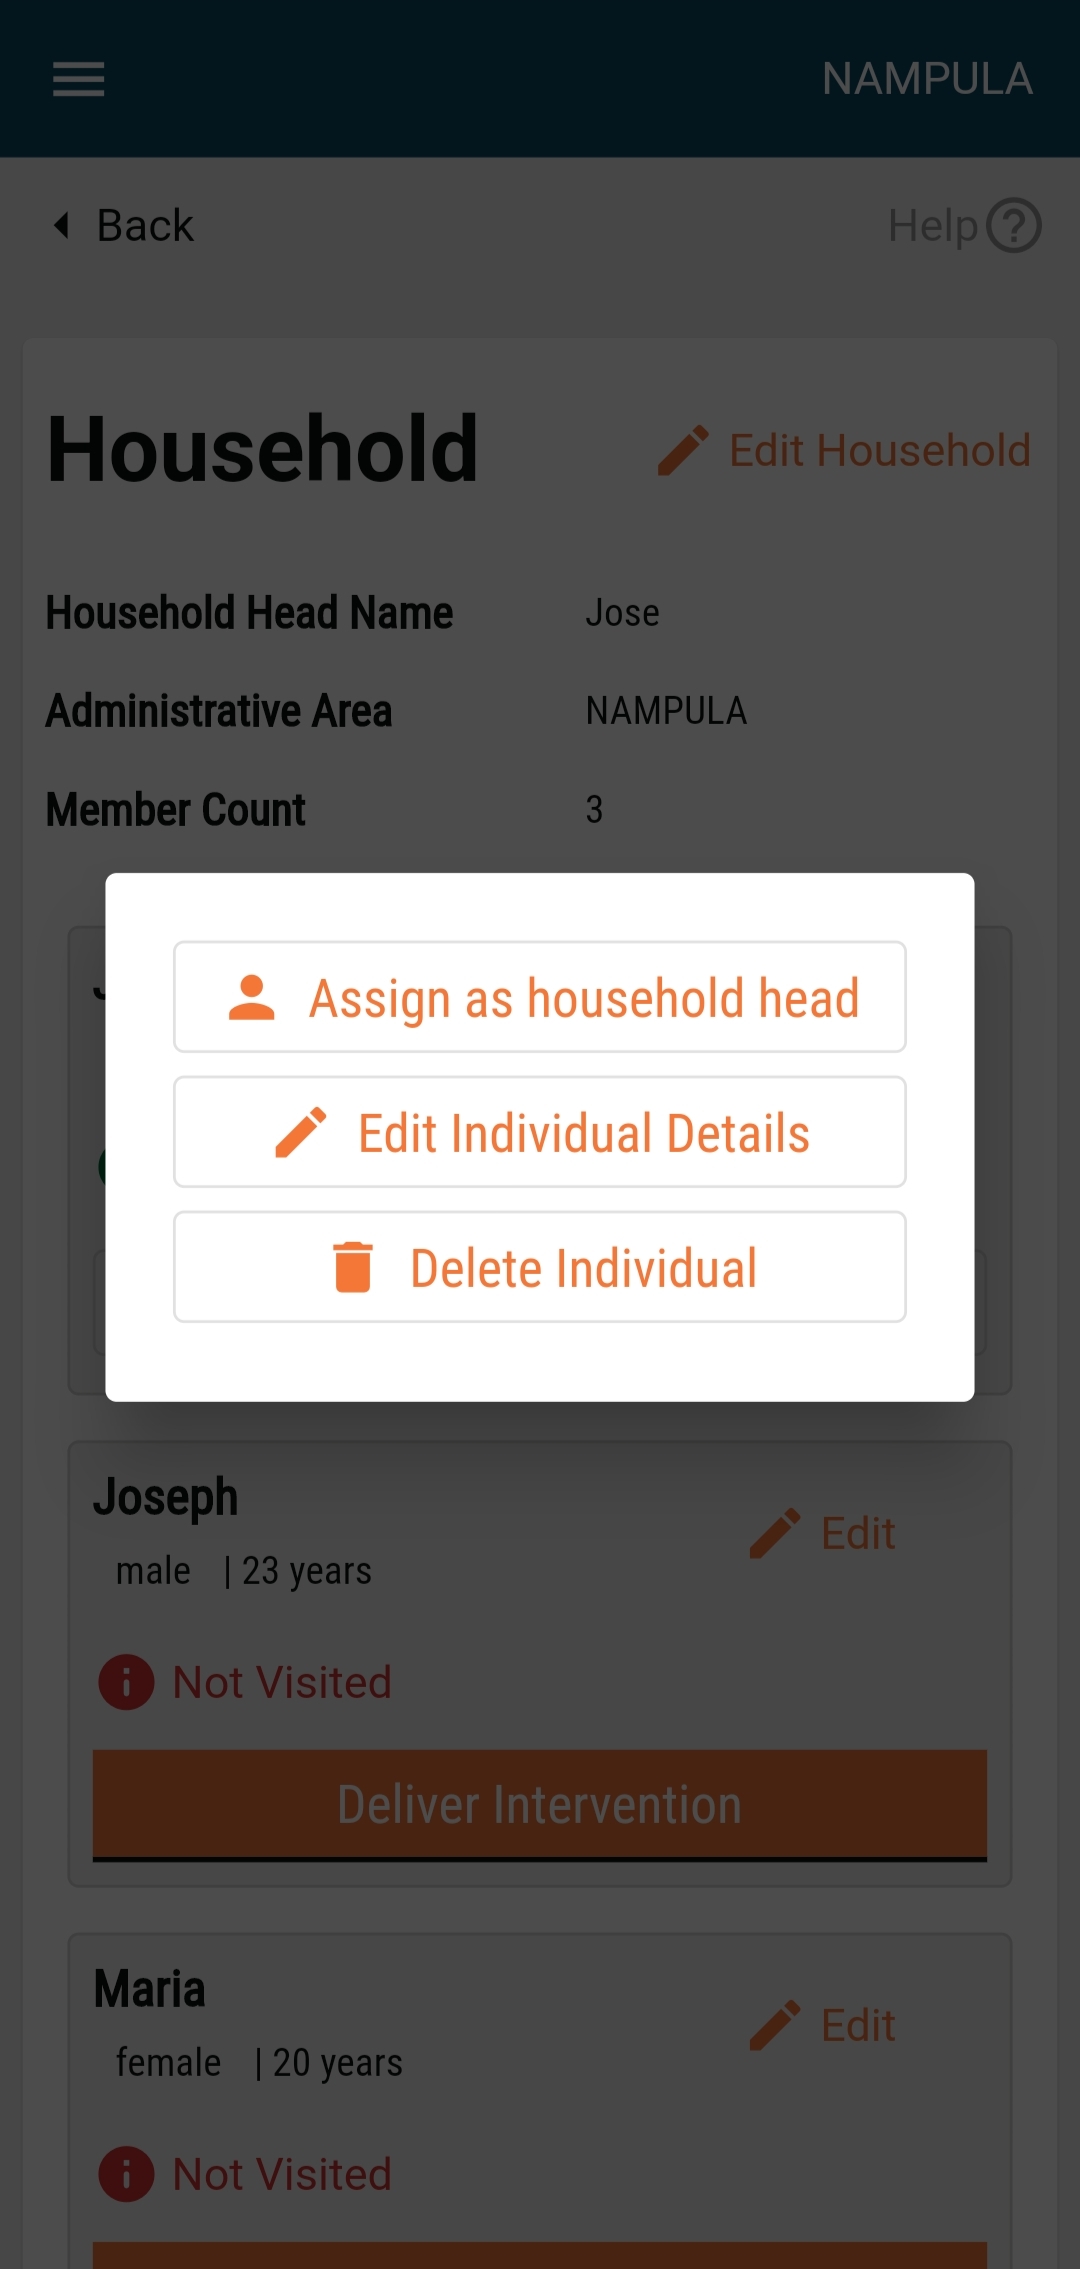 NAMPULA
Back
Help
Household
Edit Household
Household Head Name Jose
Administrative Area NAMPULA
Member Count 3
Assign as household head
Edit Individual Details
Delete Individual
Joseph
Edit
male | 23 years
Not Visited
Deliver Intervention
Maria
Edit
female | 20 years
Not Visited